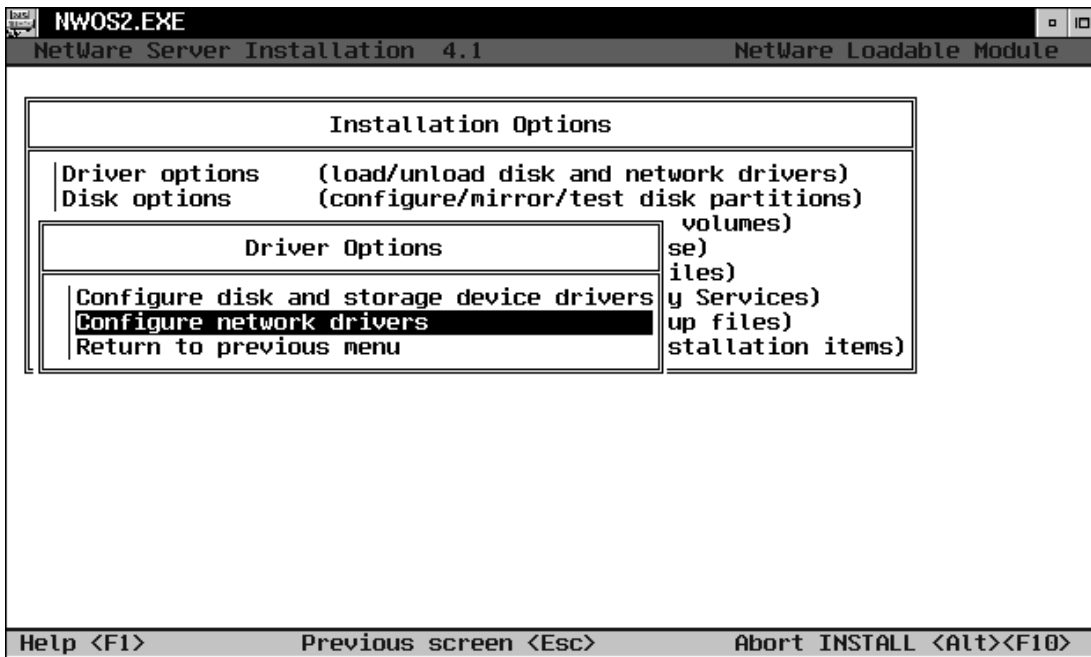 NWOS2.EXE
NetWare Server Installation 4.1 NetWare Loadable Module
Installation Options
Driver options (load/unload disk and network drivers)
Disk options (configure/mirror/test disk partitions)
volumes)
Driver Options se)
iles)
Configure disk and storage device drivers y Services)
Configure network drivers up files)
Return to previous menu stallation items)
Help <F1> Previous screen <Esc> Abort INSTALL <Alt><F10>